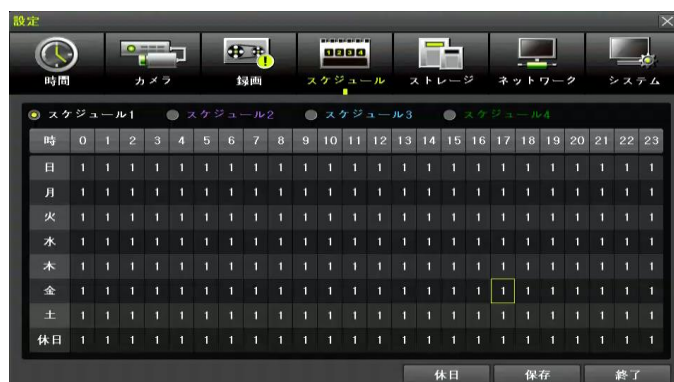 設定
時間 カメラ 録画 スケジュール ストレージ ネットワーク システム
スケジュール1 スケジュール2 スケジュール3 スケジュール4
時 0 1 2 3 4 5 6 7 8 9 10 11 12 13 14 15 16 17 18 19 20 21 22 23
日 1 1 1 1 1 1 1 1 1 1 1 1 1 1 1 1 1 1 1 1 1 1 1 1
月 1 1 1 1 1 1 1 1 1 1 1 1 1 1 1 1 1 1 1 1 1 1 1 1
火 1 1 1 1 1 1 1 1 1 1 1 1 1 1 1 1 1 1 1 1 1 1 1 1
水 1 1 1 1 1 1 1 1 1 1 1 1 1 1 1 1 1 1 1 1 1 1 1 1
木 1 1 1 1 1 1 1 1 1 1 1 1 1 1 1 1 1 1 1 1 1 1 1 1
金 1 1 1 1 1 1 1 1 1 1 1 1 1 1 1 1 1 1 1 1 1 1 1 1
土 1 1 1 1 1 1 1 1 1 1 1 1 1 1 1 1 1 1 1 1 1 1 1 1
休日 1 1 1 1 1 1 1 1 1 1 1 1 1 1 1 1 1 1 1 1 1 1 1 1
休日 保存 終了